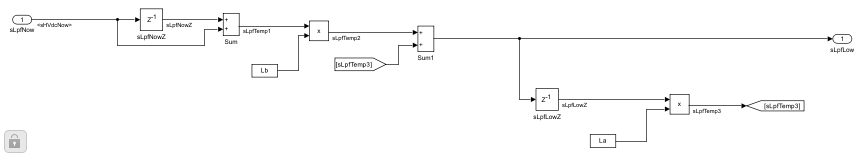 1
sLpfNow
<sHVdcNow>
Z-1
sLpfNowZ
sLpfNowZ
+
+
Sum
sLpfTemp1
Lb
x
sLpfTemp2
[sLpfTemp3]
+
+
Sum1
1
sLpfLow
Z-1
sLpfLowZ
sLpfLowZ
La
x
sLpfTemp3
[sLpfTemp3]